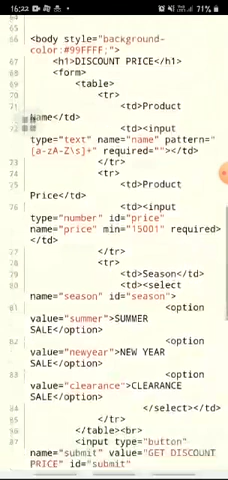 16:22
71%
64
65
66 <body style="background-
color:#99FFFF;">
67 <h1>DISCOUNT PRICE</h1>
68 <form>
69 <table>
70 <tr>
71 <td>Product
Name</td>
72 <td><input
type="text" name="name" pattern="
[a-zA-Z\s]+" required=""></td>
73 </tr>
74 <tr>
75 <td>Product
Price</td>
76 <td><input
type="number" id="price"
name="price" min="15001" required>
</td>
77 </tr>
78 <tr>
79 <td>Season</td>
80 <td><select
name="season" id="season">
81 <option
value="summer">SUMMER
SALE</option>
82 <option
value="newyear">NEW YEAR
SALE</option>
83 <option
value="clearance">CLEARANCE
SALE</option>
84 </select></td>
85 </tr>
86 </table><br>
87 <input type="button"
name="submit" value="GET DISCOUNT
PRICE" id="submit"